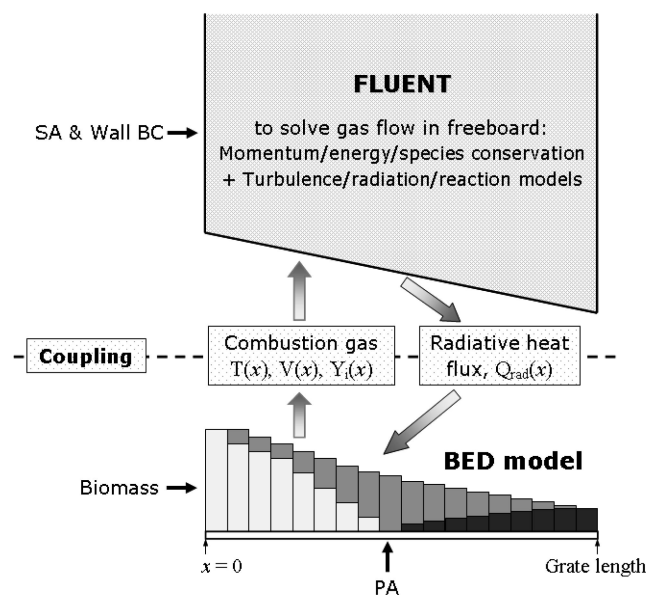 FLUENT
to solve gas flow in freeboard:
Momentum/energy/species conservation
+ Turbulence/radiation/reaction models
SA & Wall BC
Coupling
Combustion gas
T(x), V(x), Yi(x)
Radiative heat
flux, Qrad(x)
BED model
Biomass
x = 0
PA
Grate length